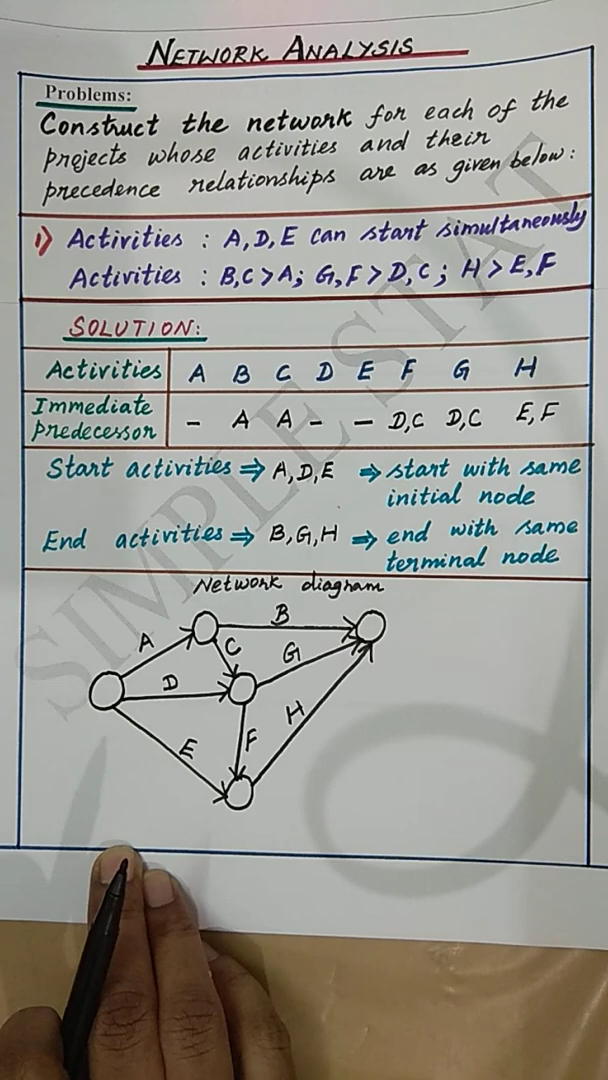 NETWORK ANALYSIS
Problems:
Construct the network for each of the
projects whose activities and their
precedence relationships are as given below:
1) Activities : A, D, E can start simultaneously
Activities : B, C > A; G, F > D, C; H > E, F
SOLUTION:
Activities A B C D E F G H
Immediate
predecessor - A A - - D,C D,C E,F
Start activities ⇒ A, D, E ⇒ start with same
initial node
End activities ⇒ B, G, H ⇒ end with same
terminal node
Network diagram
A B C G
D H
E F
SIMPLE STAT